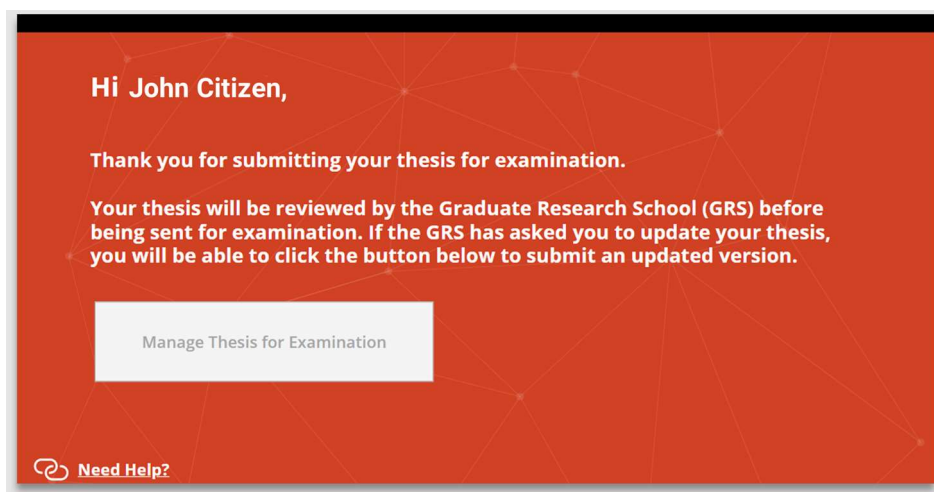 Hi John Citizen,
Thank you for submitting your thesis for examination.
Your thesis will be reviewed by the Graduate Research School (GRS) before
being sent for examination. If the GRS has asked you to update your thesis,
you will be able to click the button below to submit an updated version.
Manage Thesis for Examination
Need Help?